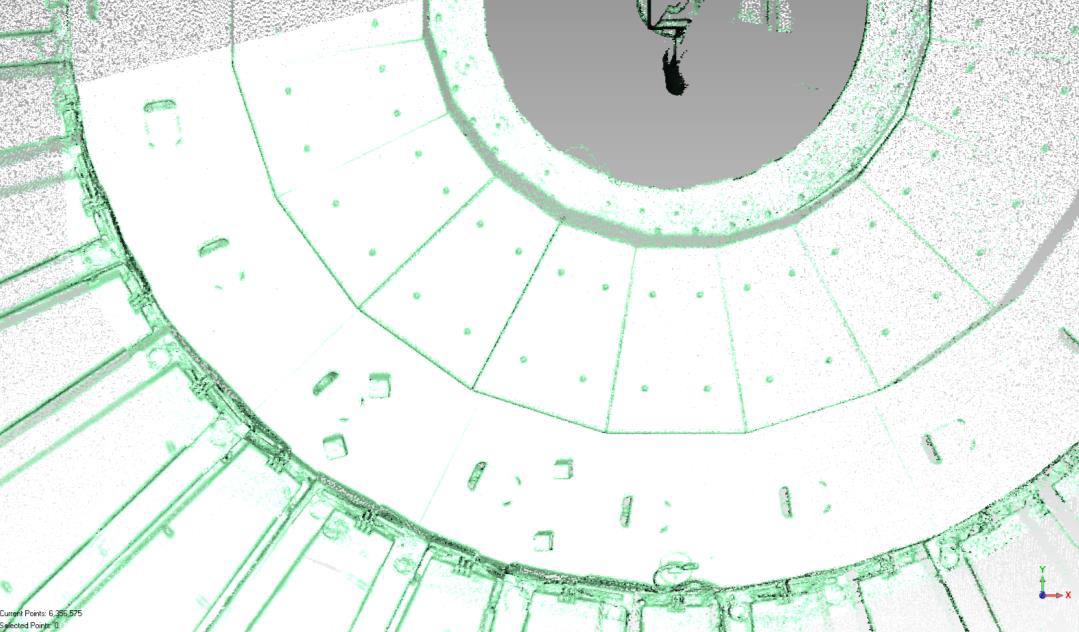 Current Points: 6,356,575
Selected Points: 0
Y
X